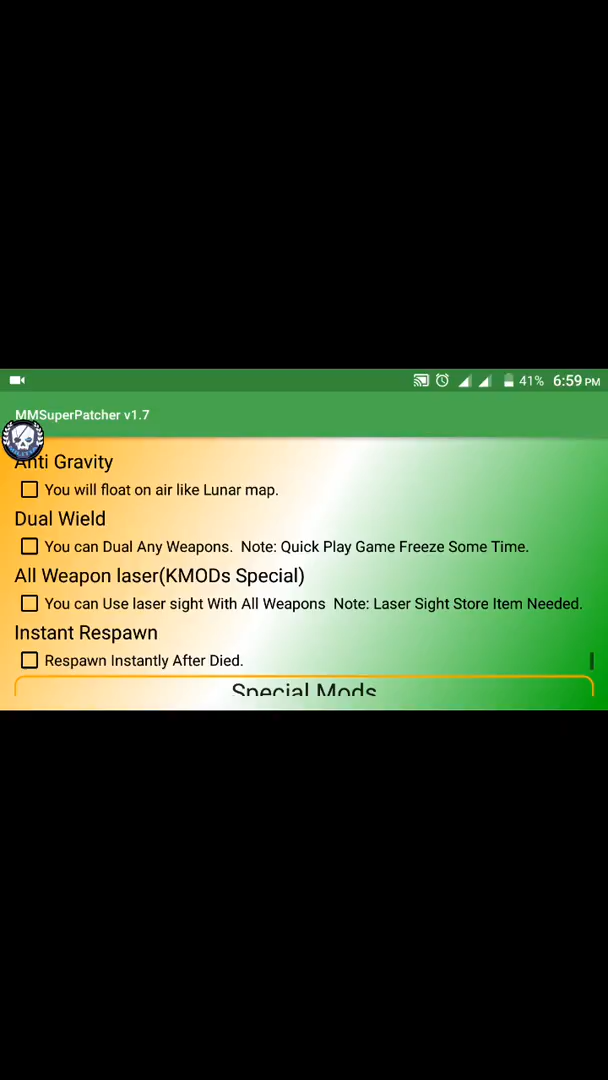 41% 6:59 PM
MMSuperPatcher v1.7
Anti Gravity
You will float on air like Lunar map.
Dual Wield
You can Dual Any Weapons. Note: Quick Play Game Freeze Some Time.
All Weapon laser(KMODs Special)
You can Use laser sight With All Weapons Note: Laser Sight Store Item Needed.
Instant Respawn
Respawn Instantly After Died.
Special Mods